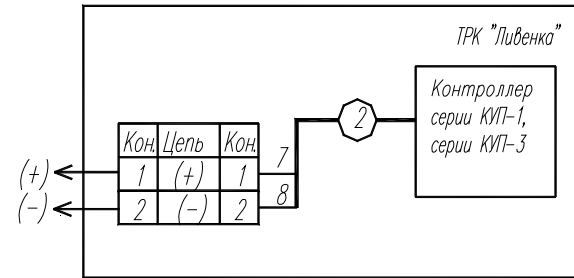 ТРК "Ливенка"
Контроллер
серии КУП-1,
серии КУП-3
2
Кон. Цепь Кон.
7
(+) 1 (+) 1
8
(-) 2 (-) 2